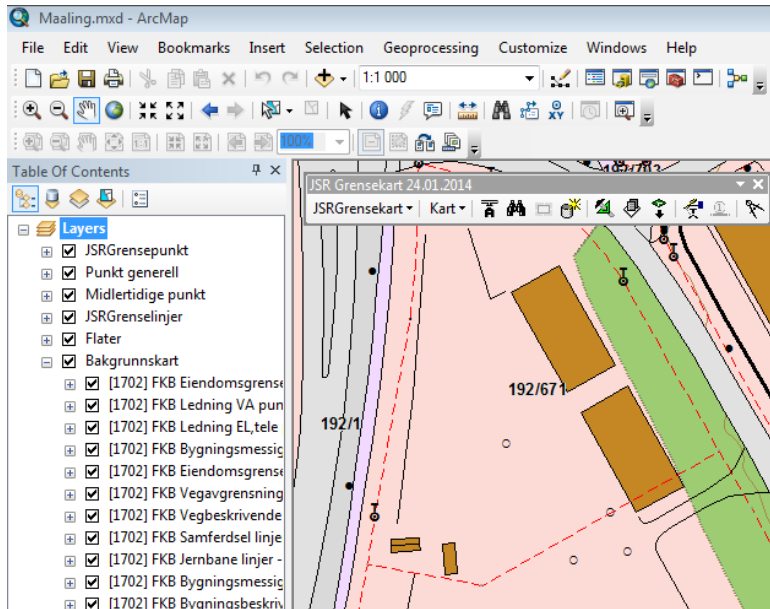 Maaling.mxd - ArcMap
File Edit View Bookmarks Insert Selection Geoprocessing Customize Windows Help
1:1 000
100%
Table Of Contents
Layers
JSRGrensepunkt
Punkt generell
Midlertidige punkt
JSRGrenselinjer
Flater
Bakgrunnskart
[1702] FKB Eiendomsgrense
[1702] FKB Ledning VA pun
[1702] FKB Ledning EL,tele
[1702] FKB Bygningsmessig
[1702] FKB Eiendomsgrense
[1702] FKB Vegavgrensning
[1702] FKB Vegbeskrivende
[1702] FKB Samferdsel linje
[1702] FKB Jernbane linjer -
[1702] FKB Bygningsmessig
[1702] FKB Bygningsbeskriv
JSR Grensekart 24.01.2014
JSRGrensekart Kart
192/671
192/1